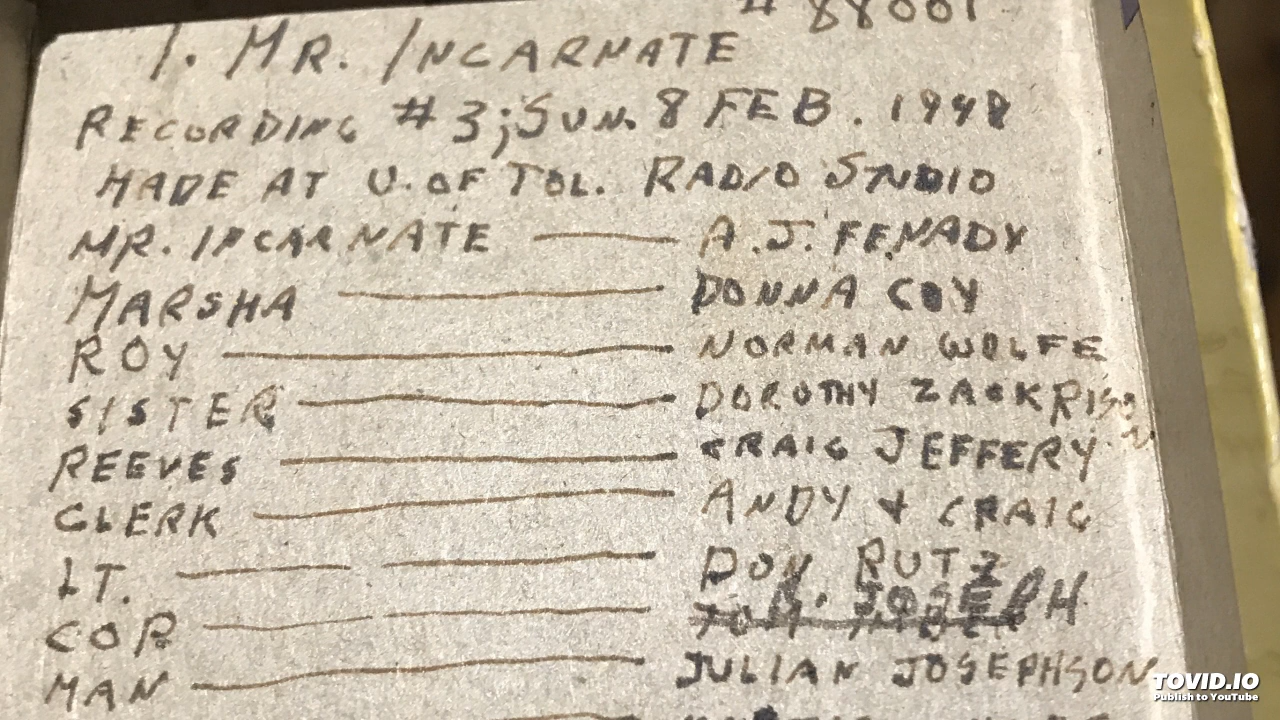 # 88001
1. MR. INCARNATE
RECORDING #3; SUN. 8 FEB. 1948
MADE AT U. OF TOL. RADIO STUDIO
MR. INCARNATE — A.J. FENADY
MARSHA — DONNA COY
ROY — NORMAN WOLFE
SISTER — DOROTHY ZACKRISON
REEVES — CRAIG JEFFERY
CLERK — ANDY & CRAIG
LT. — DON RUTZ
COP — R. JOSEPH
MAN — JULIAN JOSEPHSON
TOVID.IO
Publish to YouTube